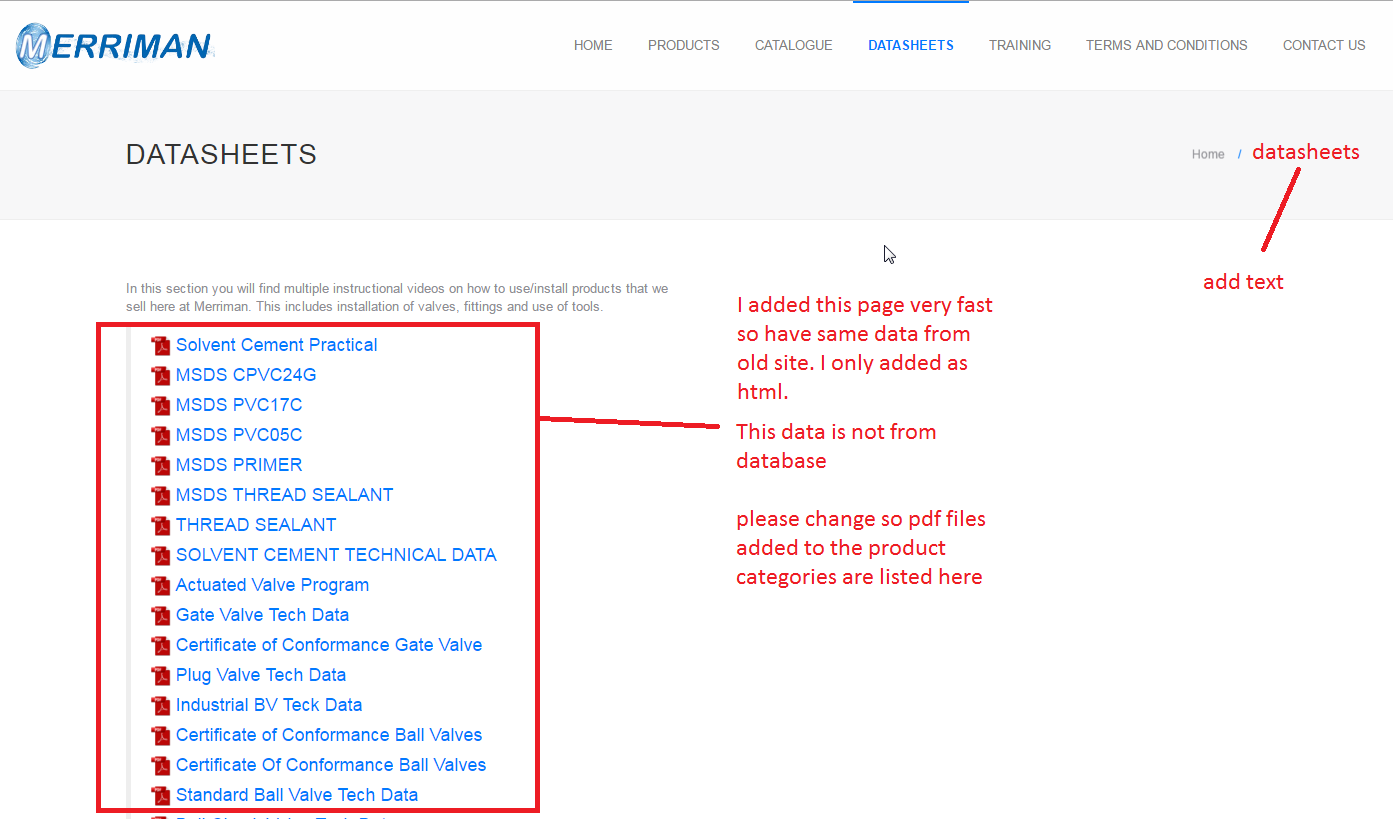 MERRIMAN
HOME PRODUCTS CATALOGUE DATASHEETS TRAINING TERMS AND CONDITIONS CONTACT US
DATASHEETS
Home / datasheets
add text
In this section you will find multiple instructional videos on how to use/install products that we
sell here at Merriman. This includes installation of valves, fittings and use of tools.
Solvent Cement Practical
MSDS CPVC24G
MSDS PVC17C
MSDS PVC05C
MSDS PRIMER
MSDS THREAD SEALANT
THREAD SEALANT
SOLVENT CEMENT TECHNICAL DATA
Actuated Valve Program
Gate Valve Tech Data
Certificate of Conformance Gate Valve
Plug Valve Tech Data
Industrial BV Teck Data
Certificate of Conformance Ball Valves
Certificate Of Conformance Ball Valves
Standard Ball Valve Tech Data
I added this page very fast
so have same data from
old site. I only added as
html.
This data is not from
database
please change so pdf files
added to the product
categories are listed here